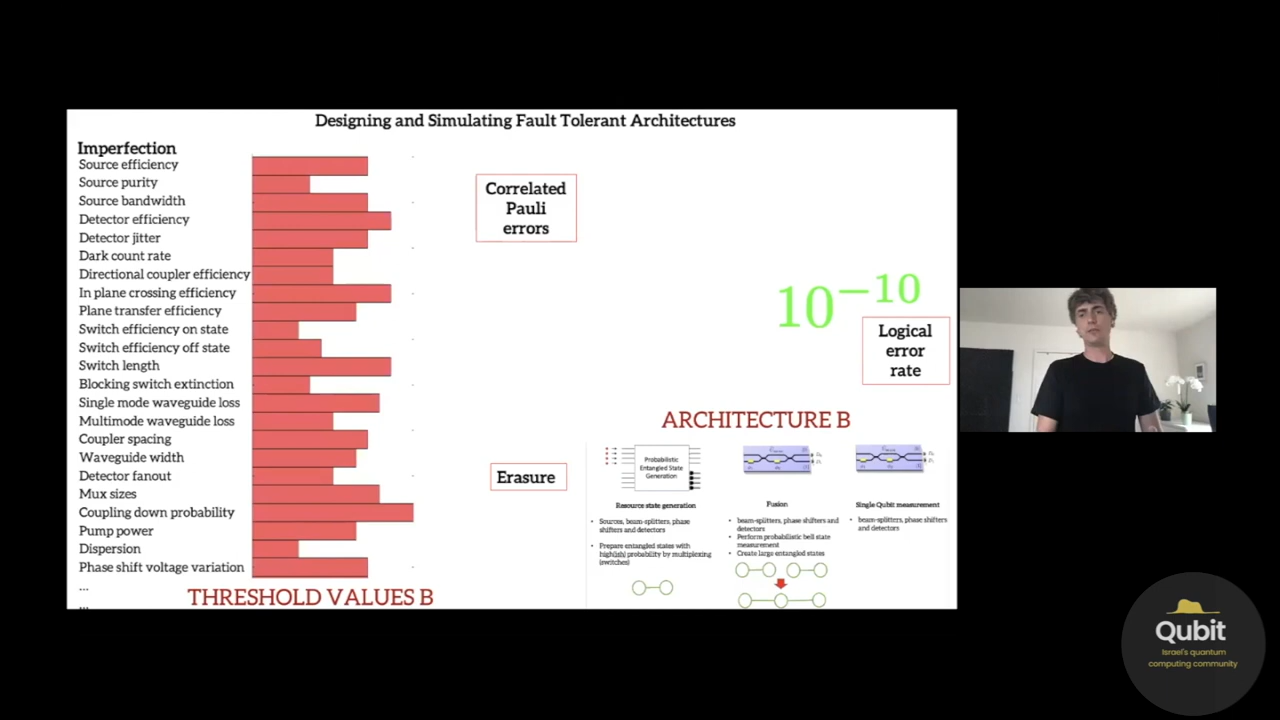 Designing and Simulating Fault Tolerant Architectures
Imperfection
Source efficiency
Source purity
Source bandwidth
Detector efficiency
Detector jitter
Dark count rate
Directional coupler efficiency
In plane crossing efficiency
Plane transfer efficiency
Switch efficiency on state
Switch efficiency off state
Switch length
Blocking switch extinction
Single mode waveguide loss
Multimode waveguide loss
Coupler spacing
Waveguide width
Detector fanout
Mux sizes
Coupling down probability
Pump power
Dispersion
Phase shift voltage variation
...
...
THRESHOLD VALUES B
Correlated
Pauli
errors
Erasure
10⁻¹⁰
Logical
error
rate
ARCHITECTURE B
Probabilistic
Entangled State
Generation
Resource state generation
• Sources, beam-splitters, phase
shifters and detectors
• Prepare entangled states with
high(ish) probability by multiplexing
(switches)
Fusion
• beam-splitters, phase shifters and
detectors
• Perform probabilistic bell state
measurement
• Create large entangled states
Single Qubit measurement
• beam-splitters, phase shifters
and detectors
Qubit
Israel's quantum
computing community